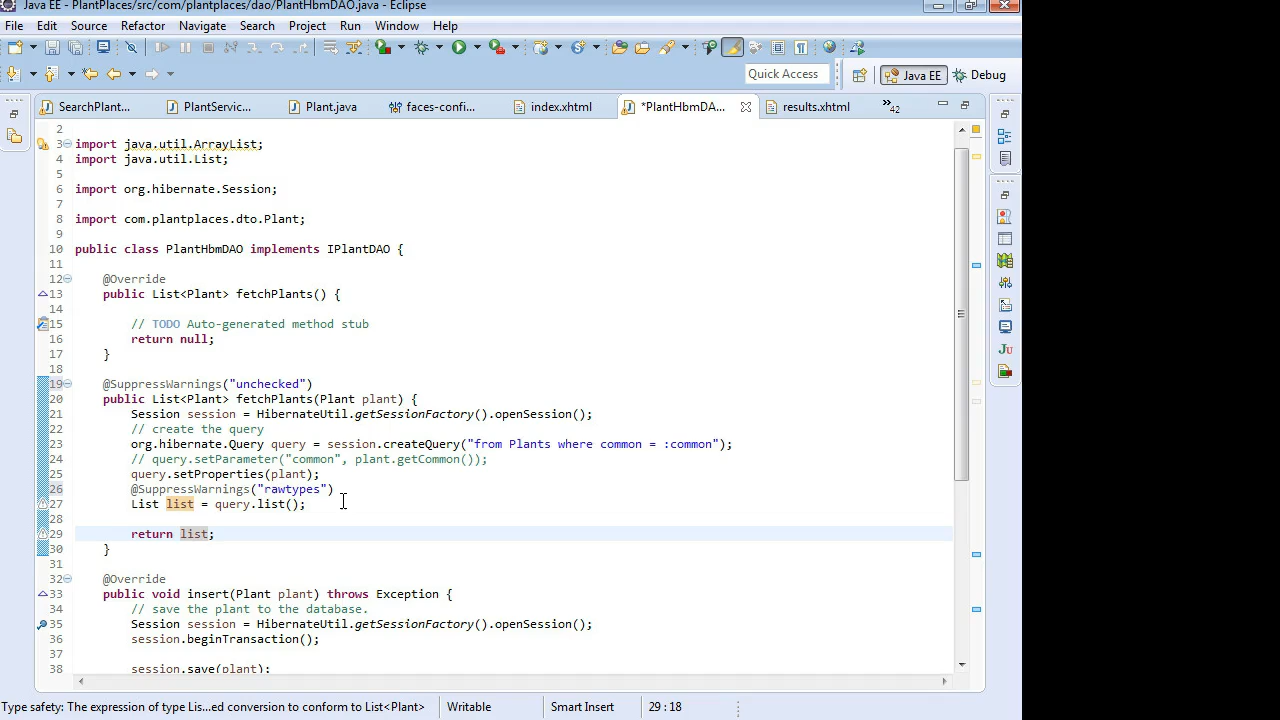 Java EE - PlantPlaces/src/com/plantplaces/dao/PlantHbmDAO.java - Eclipse
File Edit Source Refactor Navigate Search Project Run Window Help
Quick Access
Java EE
Debug
SearchPlant...
PlantServic...
Plant.java
faces-confi...
index.xhtml
*PlantHbmDA...
results.xhtml
»42
2
3 import java.util.ArrayList;
4 import java.util.List;
5
6 import org.hibernate.Session;
7
8 import com.plantplaces.dto.Plant;
9
10 public class PlantHbmDAO implements IPlantDAO {
11
12 @Override
13 public List<Plant> fetchPlants() {
14
15 // TODO Auto-generated method stub
16 return null;
17 }
18
19 @SuppressWarnings("unchecked")
20 public List<Plant> fetchPlants(Plant plant) {
21 Session session = HibernateUtil.getSessionFactory().openSession();
22 // create the query
23 org.hibernate.Query query = session.createQuery("from Plants where common = :common");
24 // query.setParameter("common", plant.getCommon());
25 query.setProperties(plant);
26 @SuppressWarnings("rawtypes")
27 List list = query.list();
28
29 return list;
30 }
31
32 @Override
33 public void insert(Plant plant) throws Exception {
34 // save the plant to the database.
35 Session session = HibernateUtil.getSessionFactory().openSession();
36 session.beginTransaction();
37
38 session.save(plant);
Type safety: The expression of type Lis...ed conversion to conform to List<Plant>
Writable
Smart Insert
29 : 18